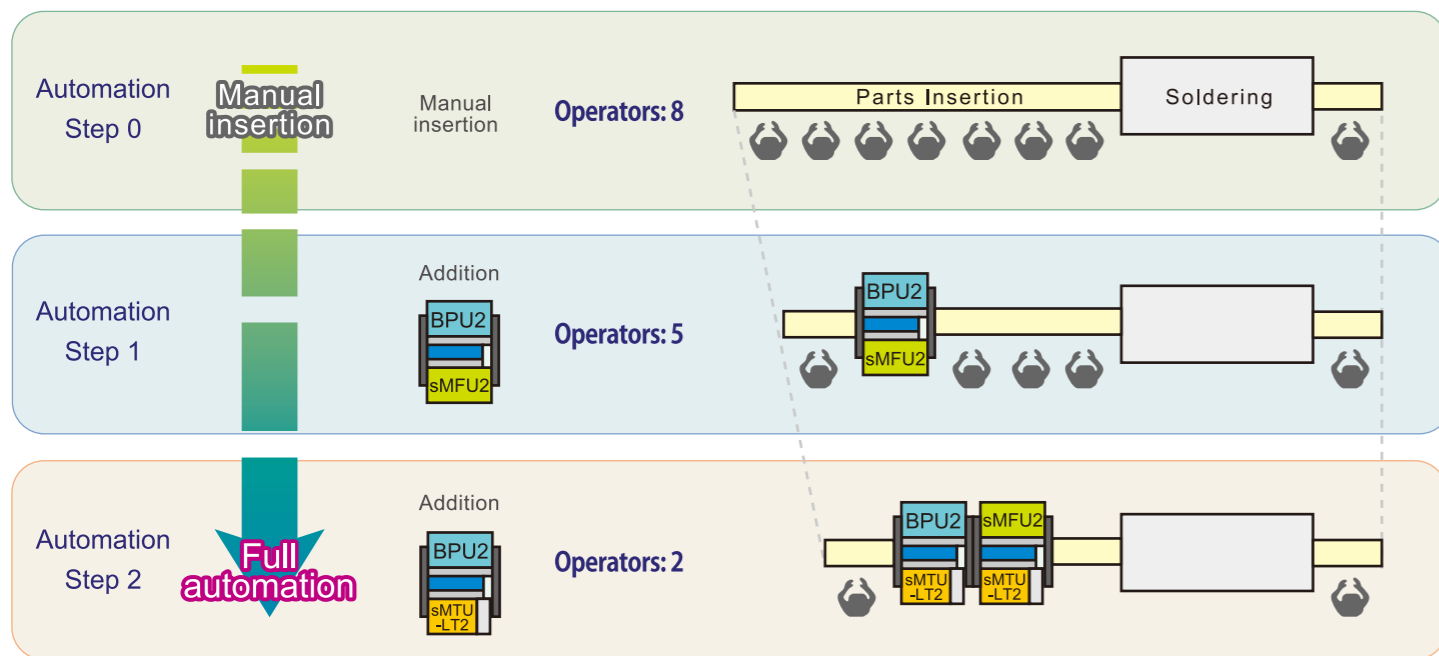 Automation
Step 0
Manual
insertion
Manual
insertion
Operators: 8
Parts Insertion
Soldering
Automation
Step 1
Addition
BPU2
sMFU2
Operators: 5
BPU2
sMFU2
Automation
Step 2
Full
automation
Addition
BPU2
sMTU
-LT2
Operators: 2
BPU2
sMFU2
sMTU
-LT2
sMTU
-LT2